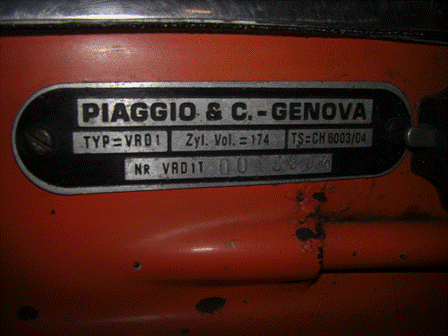 PIAGGIO & C.-GENOVA
TYP=VRD1 Zyl. Vol.=174 TS=CH 6003/04
NR VRD1T